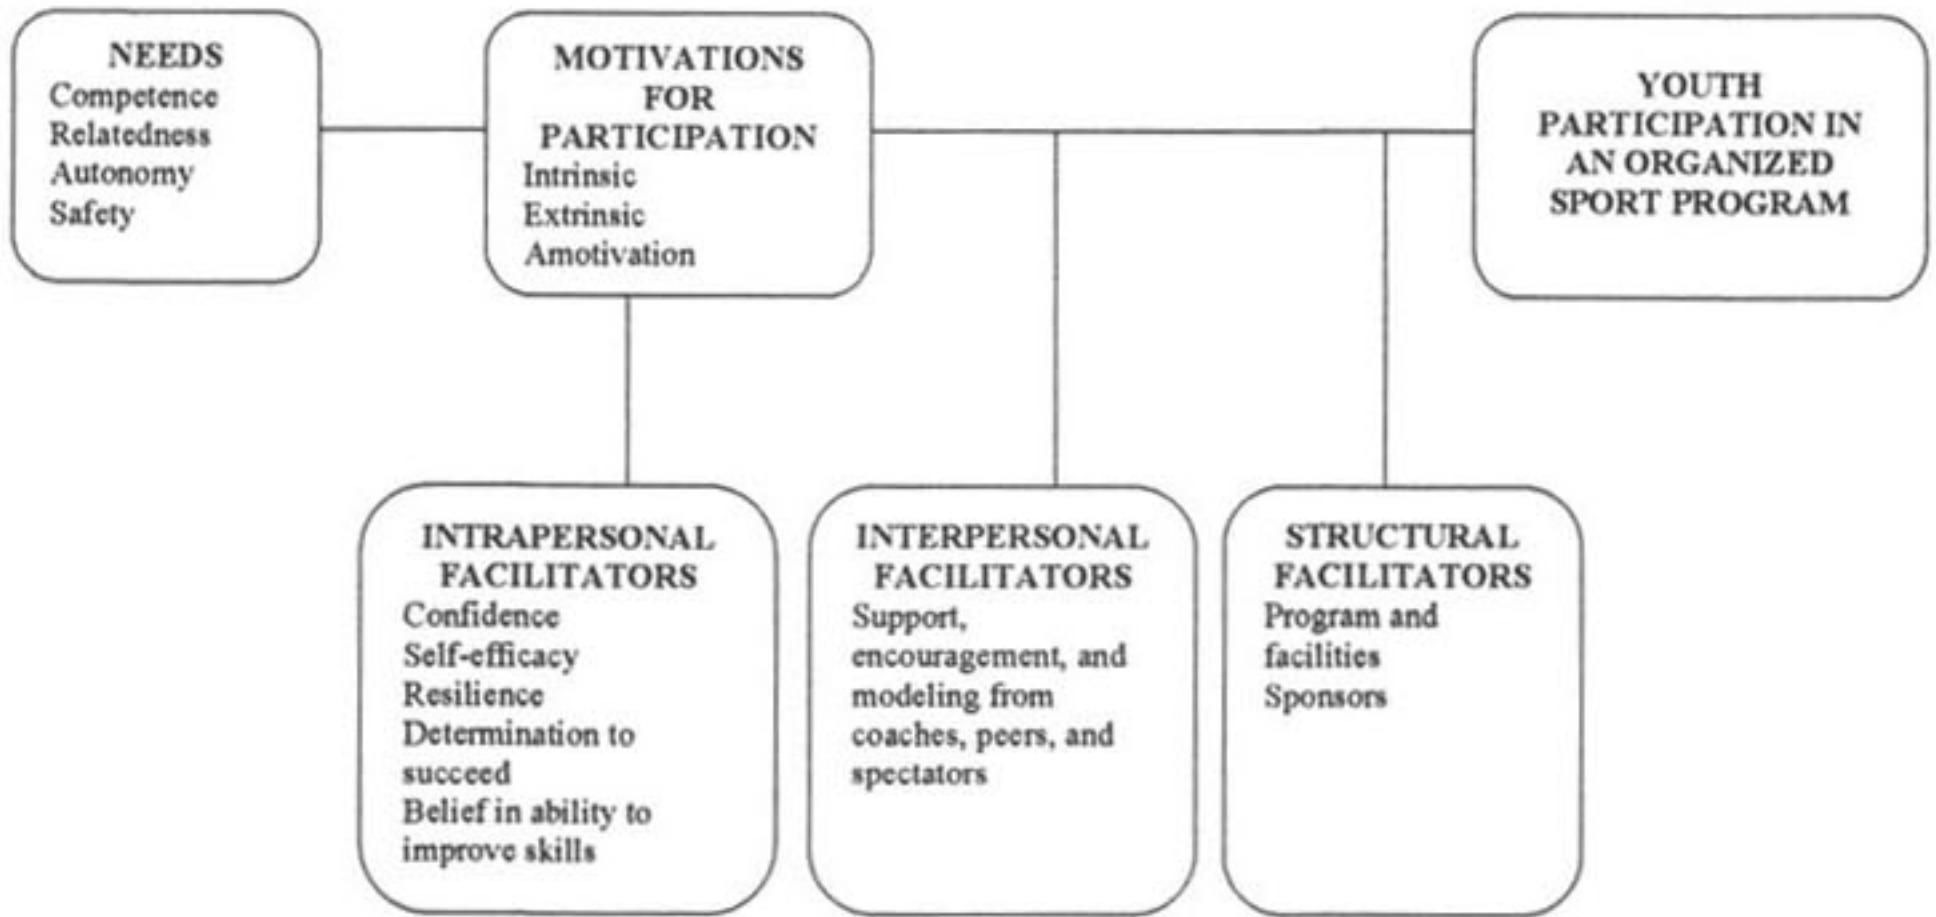 NEEDS
Competence
Relatedness
Autonomy
Safety
MOTIVATIONS
FOR
PARTICIPATION
Intrinsic
Extrinsic
Amotivation
YOUTH
PARTICIPATION IN
AN ORGANIZED
SPORT PROGRAM
INTRAPERSONAL
FACILITATORS
Confidence
Self-efficacy
Resilience
Determination to
succeed
Belief in ability to
improve skills
INTERPERSONAL
FACILITATORS
Support,
encouragement, and
modeling from
coaches, peers, and
spectators
STRUCTURAL
FACILITATORS
Program and
facilities
Sponsors